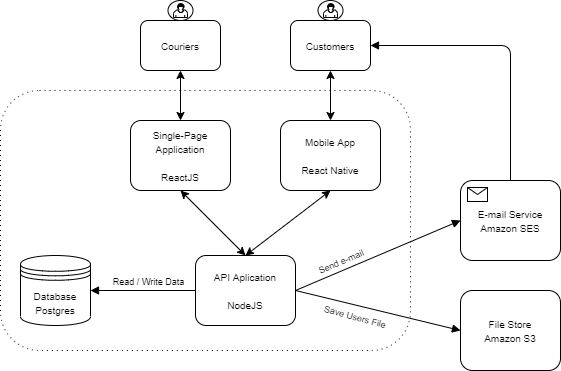 Couriers
Customers
Single-Page
Application
ReactJS
Mobile App
React Native
E-mail Service
Amazon SES
Send e-mail
Database
Postgres
Read / Write Data
API Aplication
NodeJS
Save Users File
File Store
Amazon S3